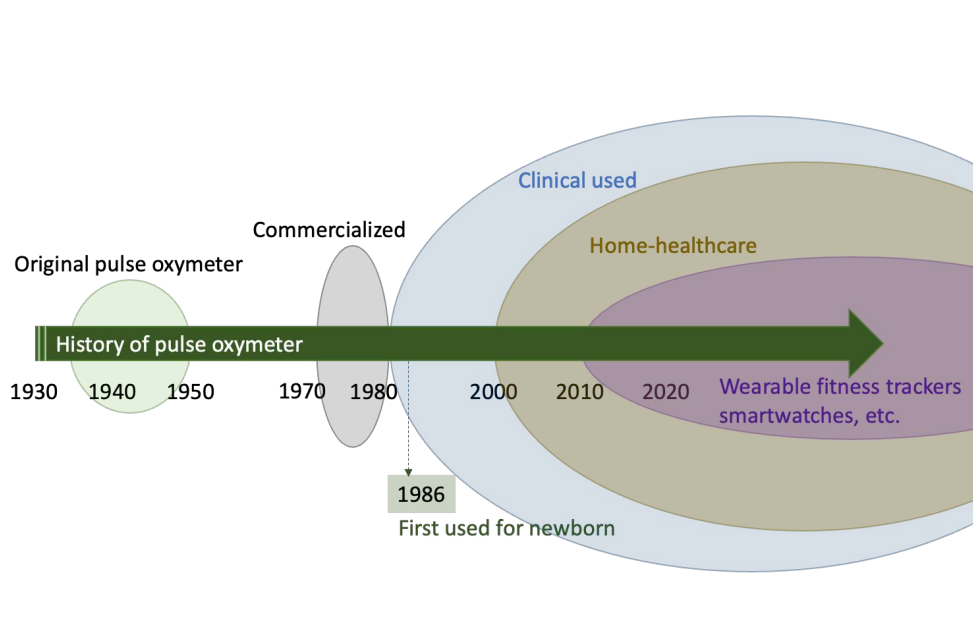 Clinical used
Commercialized
Home-healthcare
Original pulse oxymeter
History of pulse oxymeter
1930 1940 1950 1970 1980 2000 2010 2020
Wearable fitness trackers
smartwatches, etc.
1986
First used for newborn